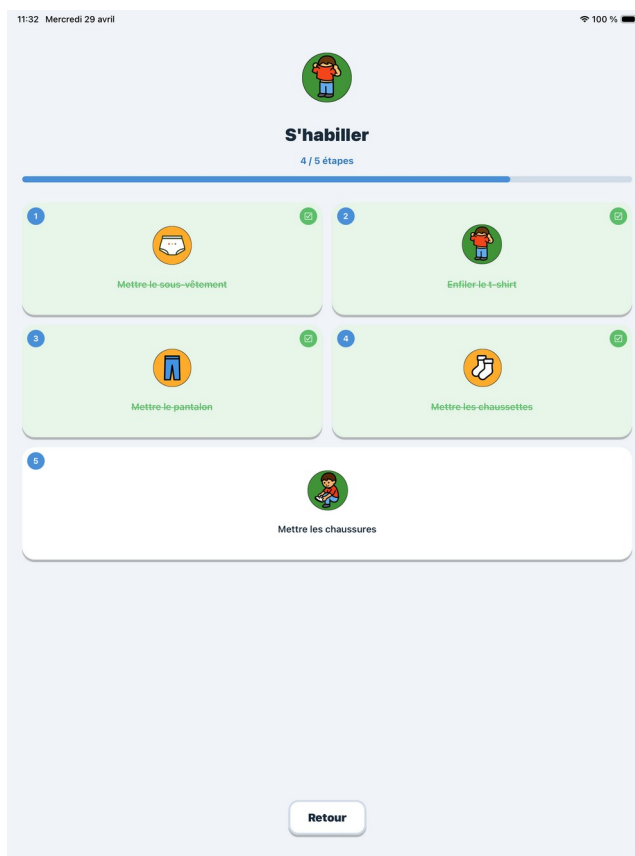 11:32 Mercredi 29 avril 100 %
S'habiller
4 / 5 étapes
1
Mettre le sous-vêtement
2
Enfiler le t-shirt
3
Mettre le pantalon
4
Mettre les chaussettes
5
Mettre les chaussures
Retour